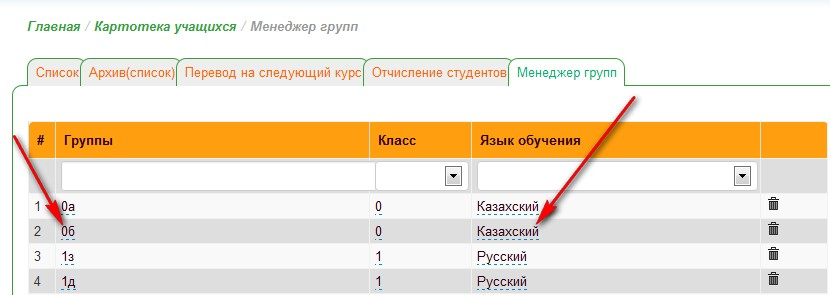 Главная / Картотека учащихся / Менеджер групп
Список Архив(список) Перевод на следующий курс Отчисление студентов Менеджер групп
# Группы Класс Язык обучения
1 0а 0 Казахский
2 0б 0 Казахский
3 1з 1 Русский
4 1д 1 Русский